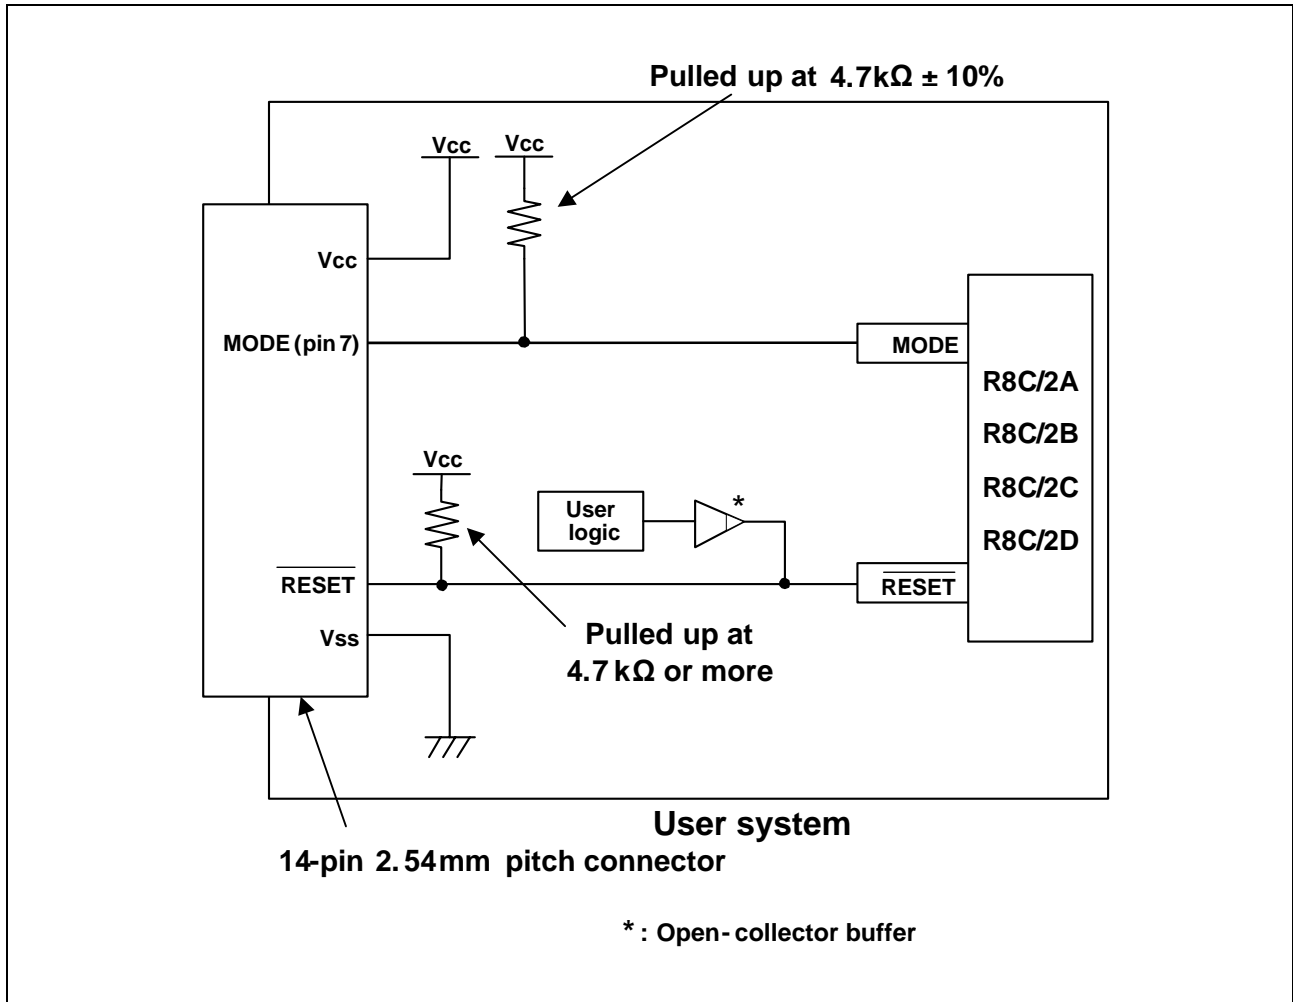 Pulled up at 4.7kΩ ± 10%
Vcc
Vcc
Vcc
MODE (pin 7)
MODE
R8C/2A
R8C/2B
R8C/2C
R8C/2D
Vcc
User
logic
*
RESET
RESET
Vss
Pulled up at
4.7 kΩ or more
User system
14-pin 2.54mm pitch connector
* : Open-collector buffer